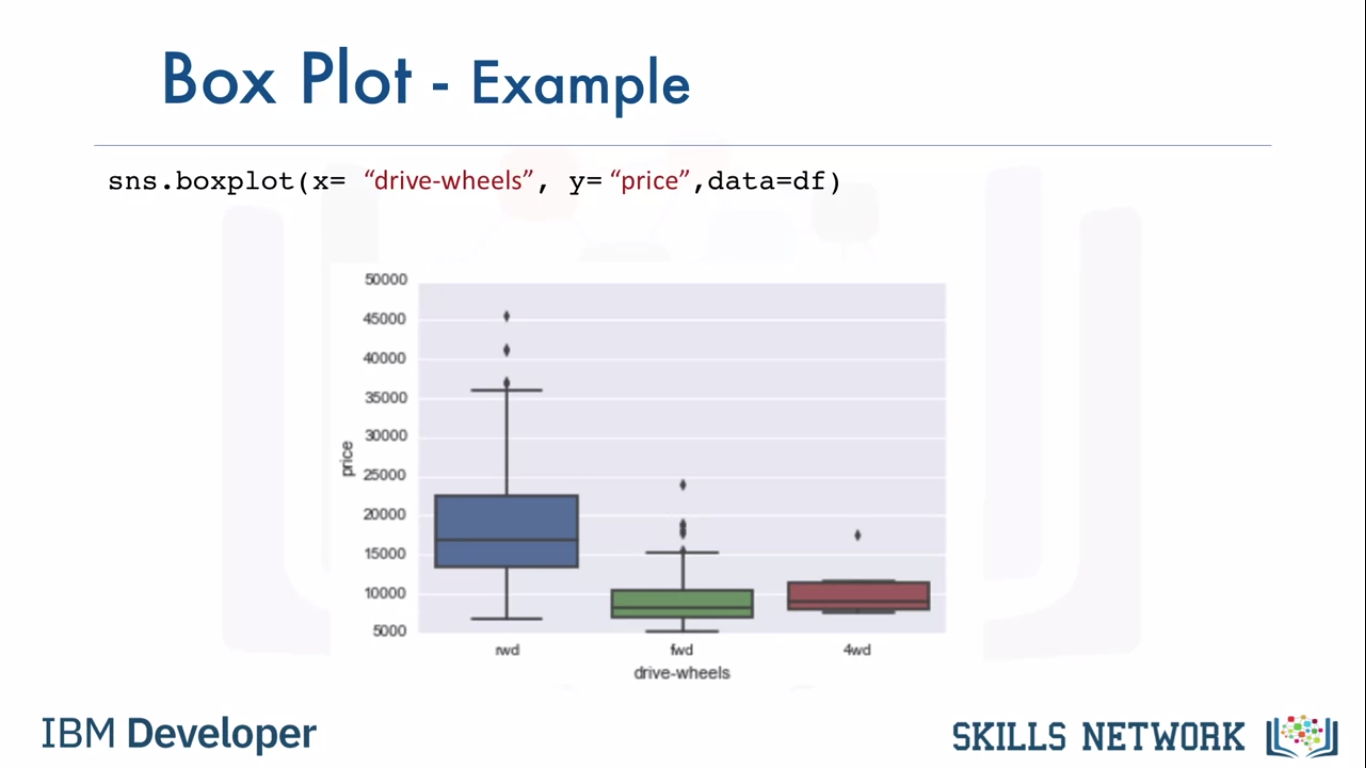 Box Plot - Example
sns.boxplot(x= “drive-wheels”, y= “price”,data=df)
50000
45000
40000
35000
30000
25000
20000
15000
10000
5000
price
rwd fwd 4wd
drive-wheels
IBM Developer
SKILLS NETWORK